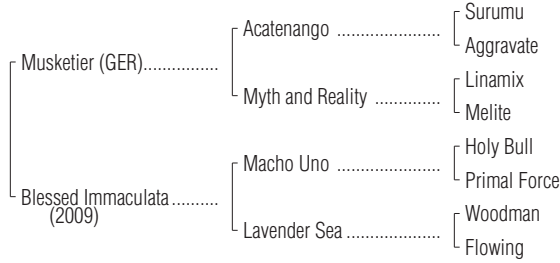 Surumu
Acatenango ..................
Aggravate
Musketier (GER)................
Linamix
Myth and Reality ..............
Melite
Holy Bull
Macho Uno ..................
Primal Force
Blessed Immaculata ..........
(2009)
Woodman
Lavender Sea ................
Flowing